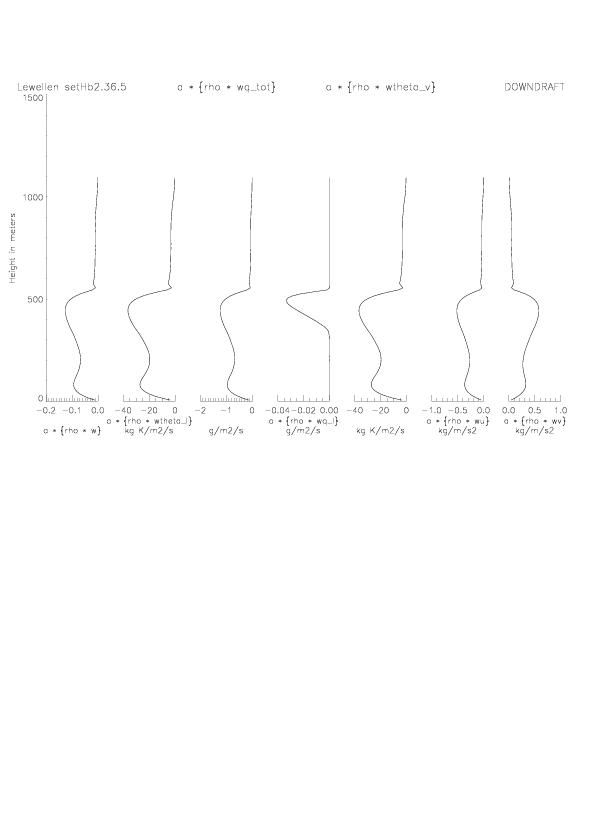 Lewellen setHb2.36.5 a * {rho * wq_tot} a * {rho * wtheta_v} DOWNDRAFT
1500
1000
500
0
Height in meters
-0.2 -0.1 0.0 -40 -20 0 -2 -1 0 -0.04 -0.02 0.00 -40 -20 0 -1.0 -0.5 0.0 0.0 0.5 1.0
a * {rho * wtheta_l} a * {rho * wq_l} a * {rho * wu} a * {rho * wv}
a * {rho * w} kg K/m2/s g/m2/s g/m2/s kg K/m2/s kg/m/s2 kg/m/s2